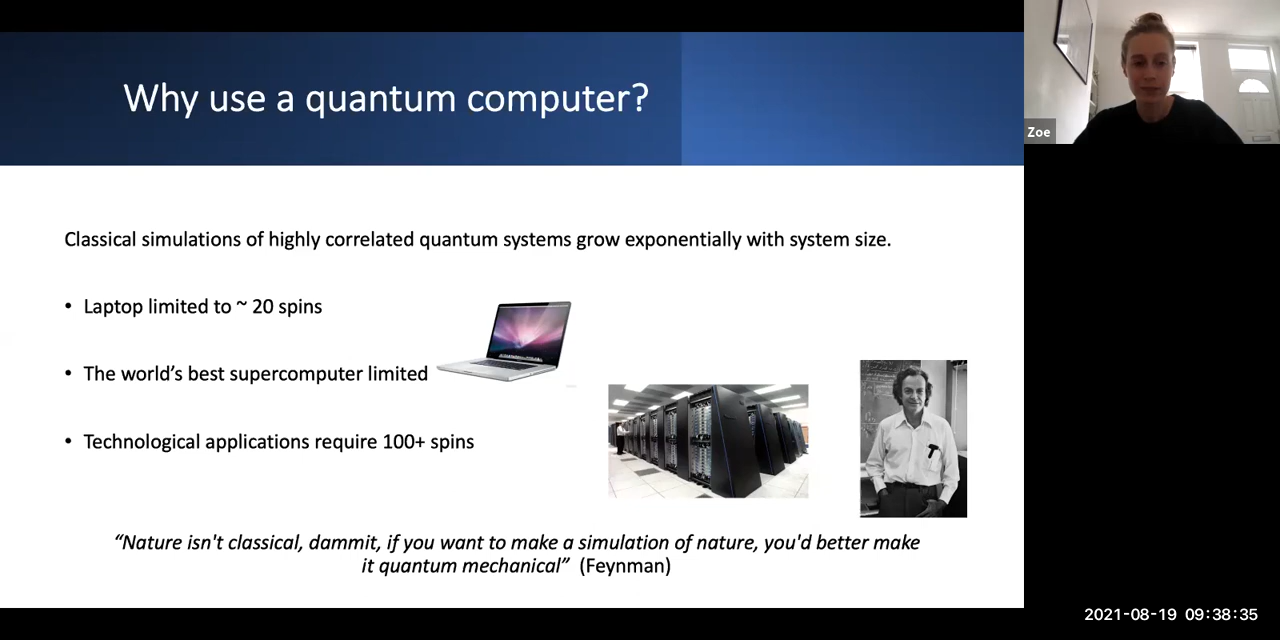 Why use a quantum computer?
Zoe
Classical simulations of highly correlated quantum systems grow exponentially with system size.
• Laptop limited to ~ 20 spins
• The world’s best supercomputer limited
• Technological applications require 100+ spins
“Nature isn't classical, dammit, if you want to make a simulation of nature, you'd better make
it quantum mechanical” (Feynman)
2021-08-19 09:38:35